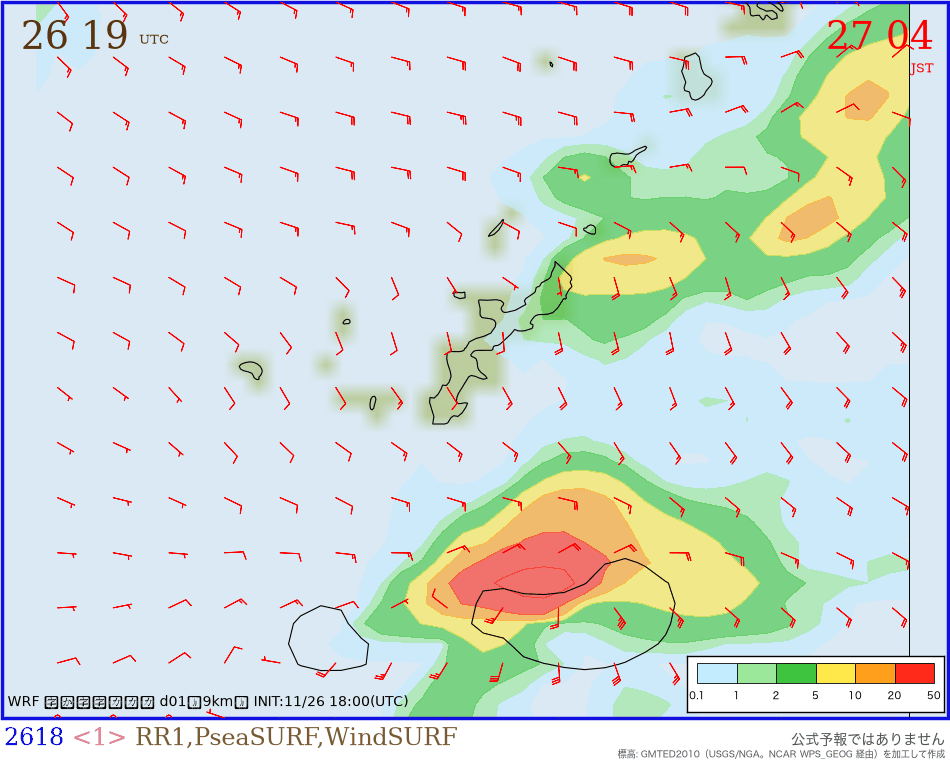 26 19 UTC
27 04
JST
0.1 1 2 5 10 20 50
WRF d01 9km INIT:11/26 18:00(UTC)
2618 <1> RR1,PseaSURF,WindSURF
公式予報ではありません
標高: GMTED2010（USGS/NGA。NCAR WPS_GEOG 経由）を加工して作成